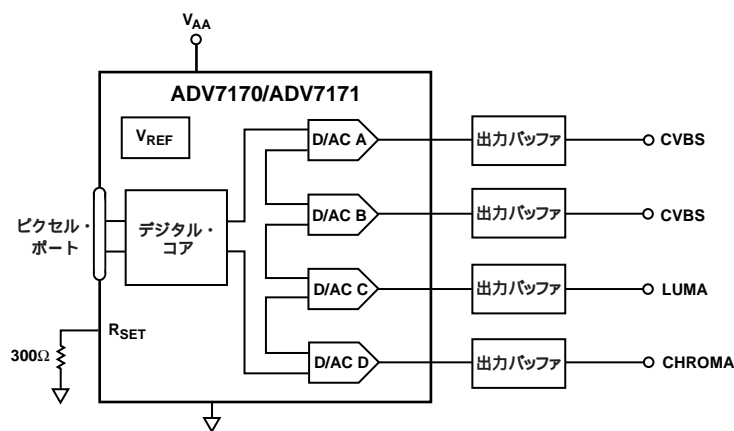 VAA
ADV7170/ADV7171
VREF
D/AC A
出力バッファ
CVBS
ピクセル・
ポート
デジタル・
コア
D/AC B
出力バッファ
CVBS
D/AC C
出力バッファ
LUMA
RSET
300Ω
D/AC D
出力バッファ
CHROMA